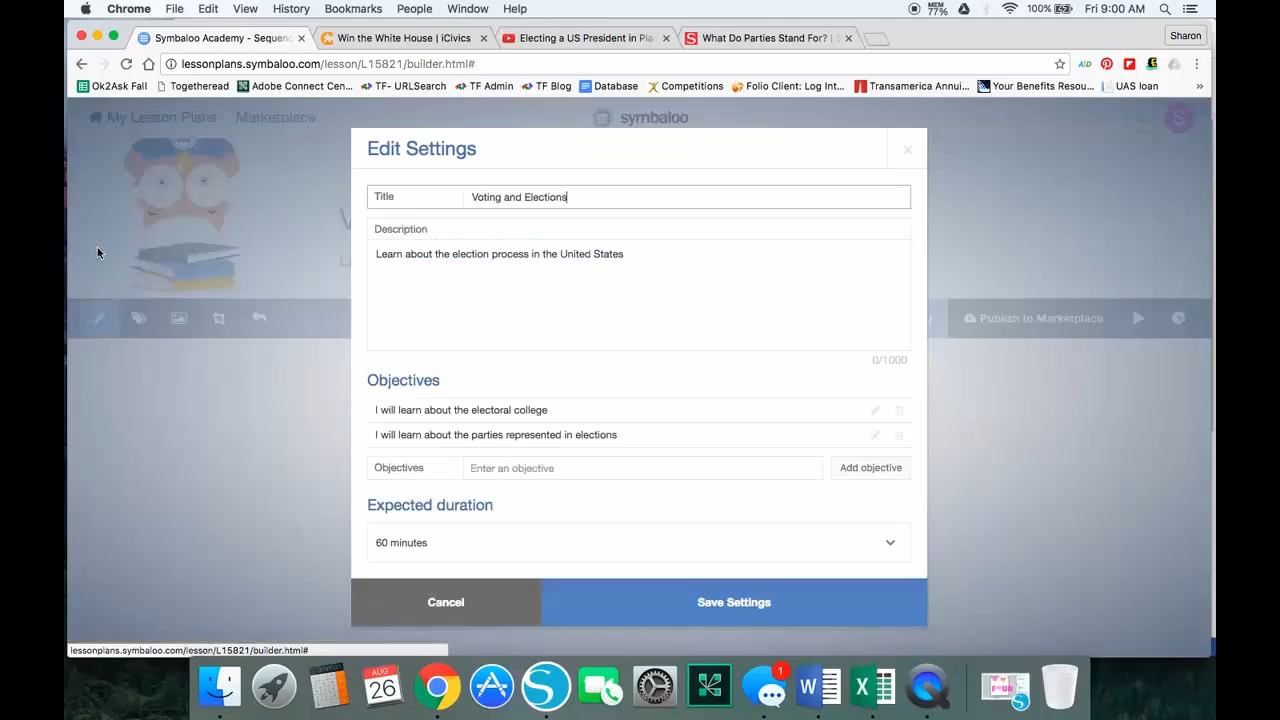 Chrome File Edit View History Bookmarks People Window Help
MEM 77% 100% Fri 9:00 AM
Symbaloo Academy - Sequenc
Win the White House | iCivics
Electing a US President in Pla
What Do Parties Stand For? |
Sharon
lessonplans.symbaloo.com/lesson/L15821/builder.html#
Ok2Ask Fall Togetheread Adobe Connect Cen... TF- URLSearch TF Admin TF Blog Database Competitions Folio Client: Log Int... Transamerica Annui... Your Benefits Resou... UAS loan »
My Lesson Plans Marketplace symbaloo S
Edit Settings
Title Voting and Elections
Description
Learn about the election process in the United States
0/1000
Publish to Marketplace
Objectives
I will learn about the electoral college
I will learn about the parties represented in elections
Objectives Enter an objective Add objective
Expected duration
60 minutes
Cancel Save Settings
lessonplans.symbaloo.com/lesson/L15821/builder.html#
AUG
26
1